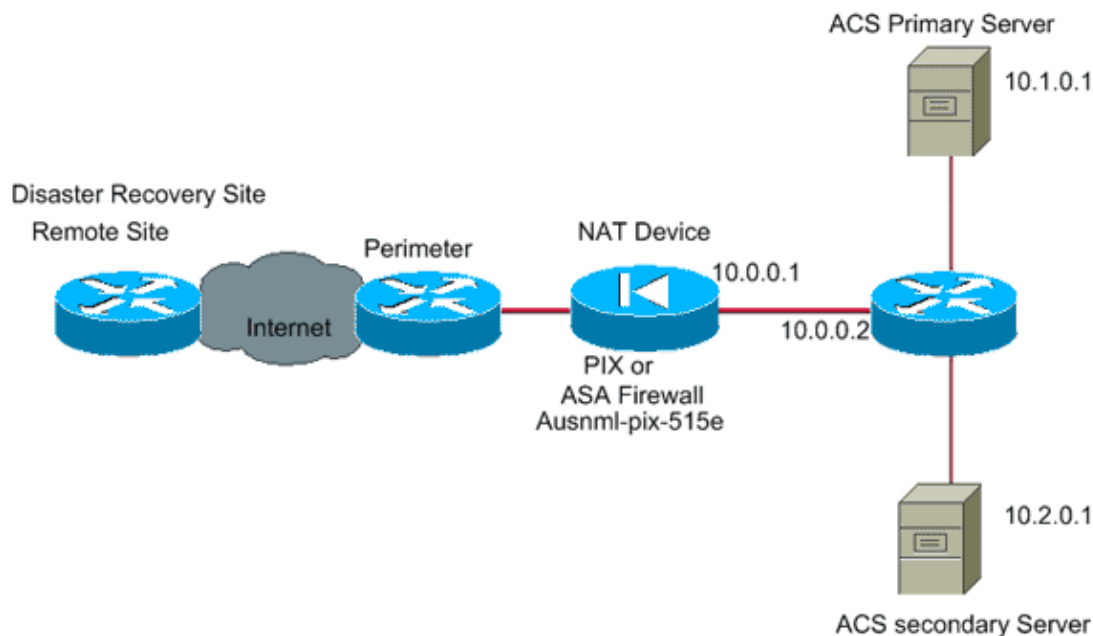 ACS Primary Server
10.1.0.1
Disaster Recovery Site
Remote Site
Internet
Perimeter
NAT Device
10.0.0.1
10.0.0.2
PIX or
ASA Firewall
Ausnml-pix-515e
10.2.0.1
ACS secondary Server